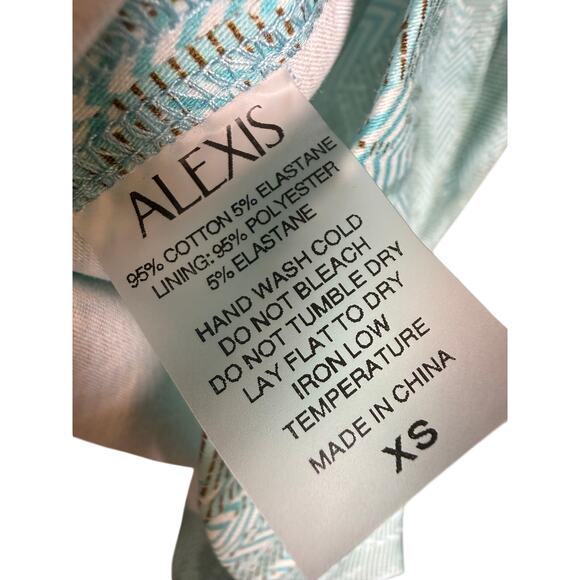 ALEXIS
95% COTTON 5% ELASTANE
LINING: 95% POLYESTER
5% ELASTANE
HAND WASH COLD
DO NOT BLEACH
DO NOT TUMBLE DRY
LAY FLAT TO DRY
IRON LOW
TEMPERATURE
MADE IN CHINA
XS